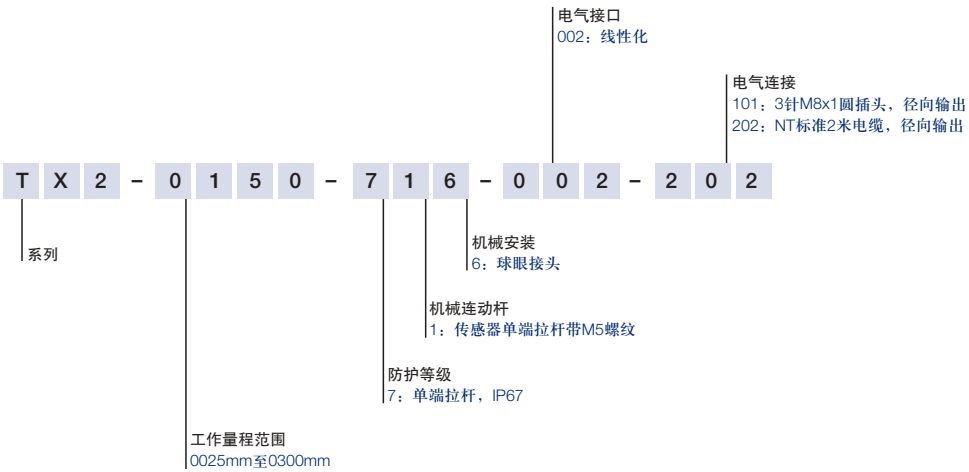 电气接口
002：线性化
电气连接
101：3针M8x1圆插头，径向输出
202：NT标准2米电缆，径向输出
T X 2 – 0 1 5 0 – 7 1 6 – 0 0 2 – 2 0 2
系列
机械安装
6：球眼接头
机械连动杆
1：传感器单端拉杆带M5螺纹
防护等级
7：单端拉杆，IP67
工作量程范围
0025mm至0300mm